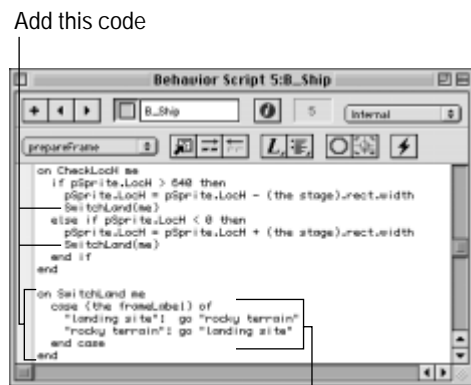 Add this code
Behavior Script 5:B_Ship
B_Ship
5
Internal
prepareFrame
on CheckLocH me
if pSprite.LocH > 640 then
pSprite.LocH = pSprite.LocH - (the stage).rect.width
SwitchLand(me)
else if pSprite.LocH < 0 then
pSprite.LocH = pSprite.LocH + (the stage).rect.width
SwitchLand(me)
end if
end
on SwitchLand me
case (the frameLabel) of
"landing site": go "rocky terrain"
"rocky terrain": go "landing site"
end case
end